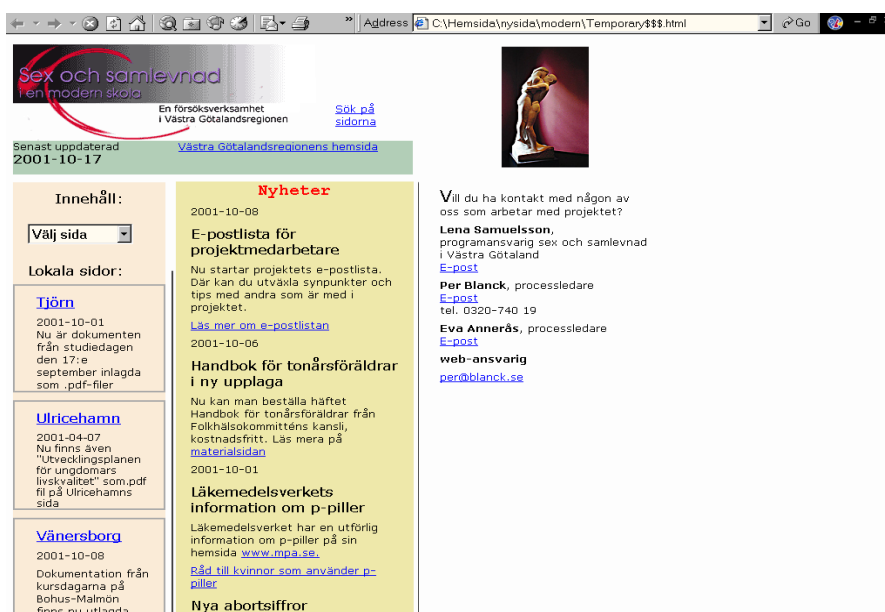 » Address C:\Hemsida\nysida\modern\Temporary$$$.html Go
Sex och samlevnad
i en modern skola
En försöksverksamhet
i Västra Götalandsregionen
Sök på
sidorna
Senast uppdaterad
2001-10-17
Västra Götalandsregionens hemsida
Innehåll:
Välj sida
Lokala sidor:
Tjörn
2001-10-01
Nu är dokumenten
från studiedagen
den 17:e
september inlagda
som .pdf-filer
Ulricehamn
2001-04-07
Nu finns även
"Utvecklingsplanen
för ungdomars
livskvalitet" som.pdf
fil på Ulricehamns
sida
Vänersborg
2001-10-08
Dokumentation från
kursdagarna på
Bohus-Malmön
finns nu utlagda
Nyheter
2001-10-08
E-postlista för
projektmedarbetare
Nu startar projektets e-postlista.
Där kan du utväxla synpunkter och
tips med andra som är med i
projektet.
Läs mer om e-postlistan
2001-10-06
Handbok för tonårsföräldrar
i ny upplaga
Nu kan man beställa häftet
Handbok för tonårsföräldrar från
Folkhälsokommitténs kansli,
kostnadsfritt. Läs mera på
materialsidan
2001-10-01
Läkemedelsverkets
information om p-piller
Läkemedelsverket har en utförlig
information om p-piller på sin
hemsida www.mpa.se.
Råd till kvinnor som använder p-
piller
Nya abortsiffror
Vill du ha kontakt med någon av
oss som arbetar med projektet?
Lena Samuelsson,
programansvarig sex och samlevnad
i Västra Götaland
E-post
Per Blanck, processledare
E-post
tel. 0320-740 19
Eva Annerås, processledare
E-post
web-ansvarig
per@blanck.se